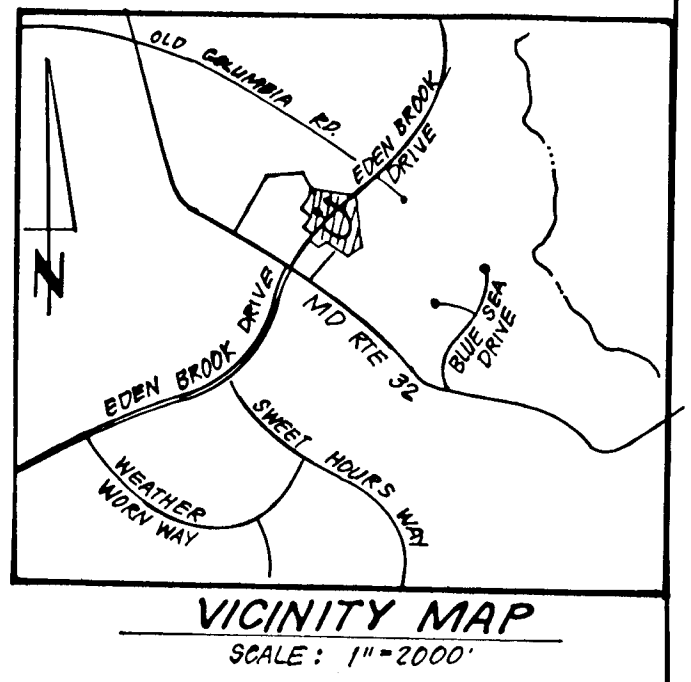 OLD COLUMBIA RD.
EDEN BROOK
DRIVE
N
EDEN BROOK DRIVE
MD RTE 32
BLUE SEA
DRIVE
SWEET HOURS WAY
WEATHER
WORN WAY
VICINITY MAP
SCALE: 1"=2000'